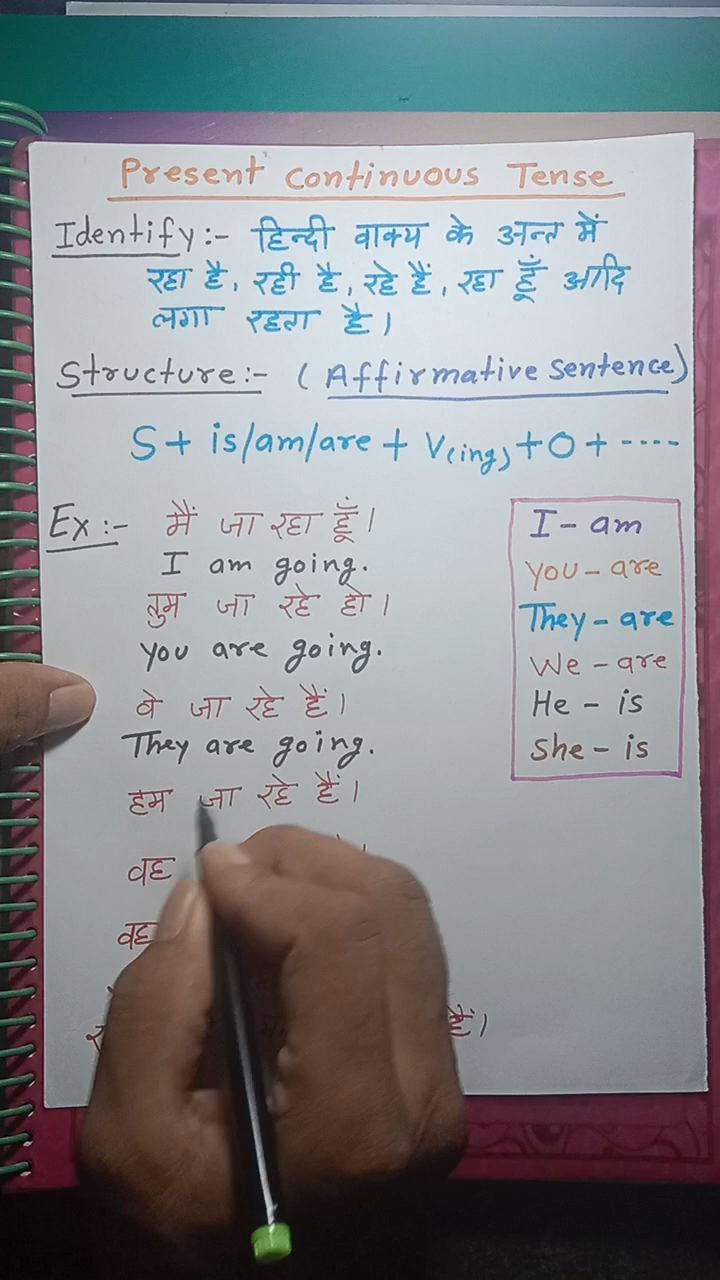 Present Continuous Tense
Identify:- हिन्दी वाक्य के अन्त में
रहा है, रही है, रहे हैं, रहा हूँ आदि
लगा रहता है।
Structure:- (Affirmative Sentence)
S+ is/am/are + V(ing) + O + ----
Ex:- मैं जा रहा हूँ।
I am going.
तुम जा रहे हो।
You are going.
वे जा रहे हैं।
They are going.
हम जा रहे हैं।
वह
वह
हैं।
I - am
You - are
They - are
We - are
He - is
She - is